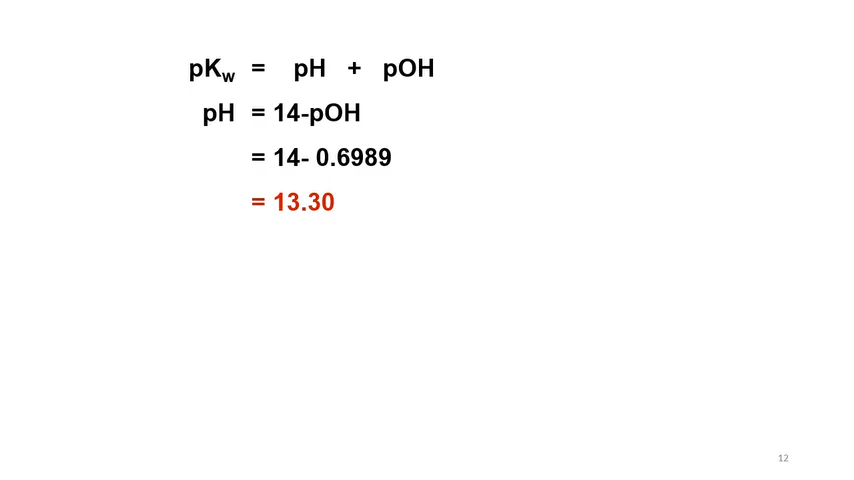 pKw = pH + pOH
pH = 14-pOH
= 14- 0.6989
= 13.30
12